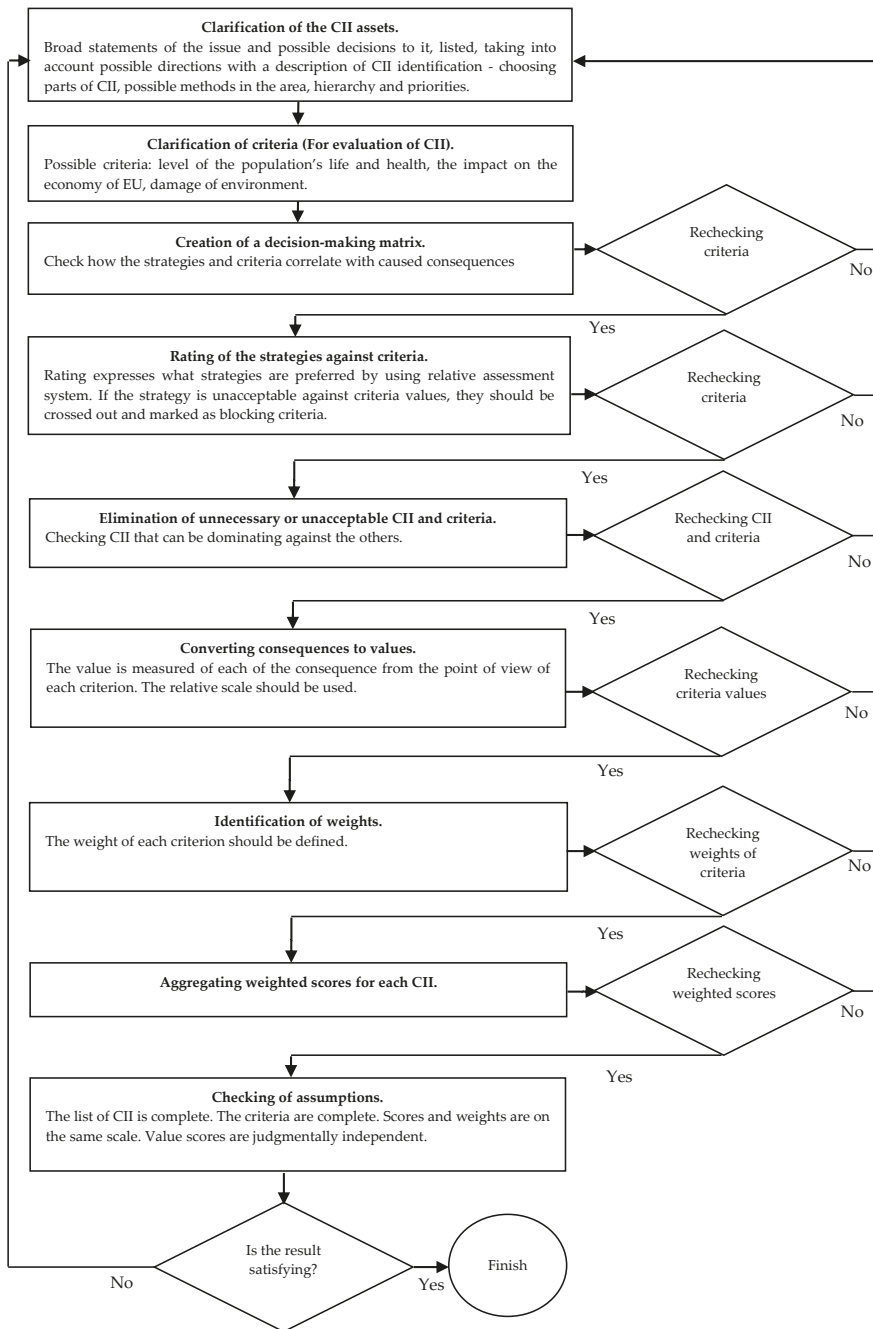 Clarification of the CII assets.
Broad statements of the issue and possible decisions to it, listed, taking into
account possible directions with a description of CII identification - choosing
parts of CII, possible methods in the area, hierarchy and priorities.
Clarification of criteria (For evaluation of CII).
Possible criteria: level of the population's life and health, the impact on the
economy of EU, damage of environment.
Creation of a decision-making matrix.
Check how the strategies and criteria correlate with caused consequences
Rechecking
criteria
No
Yes
Rating of the strategies against criteria.
Rating expresses what strategies are preferred by using relative assessment
system. If the strategy is unacceptable against criteria values, they should be
crossed out and marked as blocking criteria.
Rechecking
criteria
No
Yes
Elimination of unnecessary or unacceptable CII and criteria.
Checking CII that can be dominating against the others.
Rechecking CII
and criteria
No
Yes
Converting consequences to values.
The value is measured of each of the consequence from the point of view of
each criterion. The relative scale should be used.
Rechecking
criteria values
No
Yes
Identification of weights.
The weight of each criterion should be defined.
Rechecking
weights of
criteria
No
Yes
Aggregating weighted scores for each CII.
Rechecking
weighted scores
No
Yes
Checking of assumptions.
The list of CII is complete. The criteria are complete. Scores and weights are on
the same scale. Value scores are judgmentally independent.
Is the result
satisfying?
No
Yes
Finish